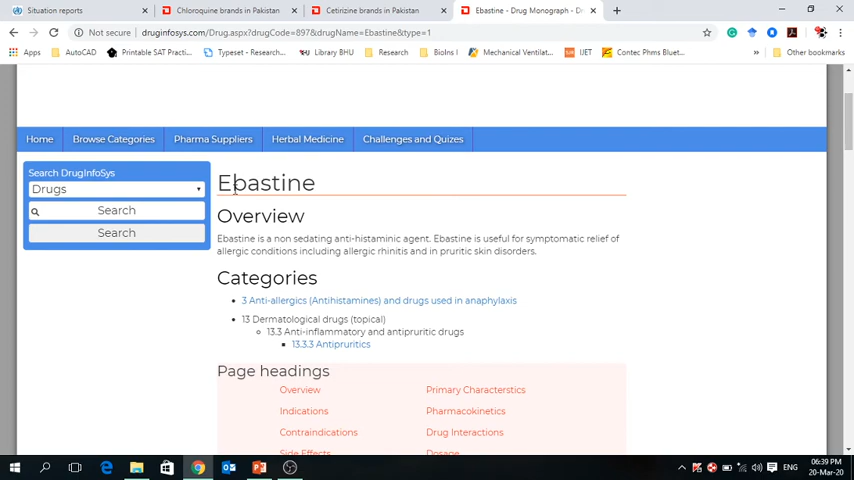 Situation reports
Chloroquine brands in Pakistan
Cetirizine brands in Pakistan
Ebastine - Drug Monograph - Dr
Not secure | druginfosys.com/Drug.aspx?drugCode=897&drugName=Ebastine&type=1
Apps AutoCAD Printable SAT Practic Typeset - Research... Library BHU Research BioIns I Mechanical Ventilat... IJET Contec Phms Bluet... » Other bookmarks
Home Browse Categories Pharma Suppliers Herbal Medicine Challenges and Quizes
Search DrugInfoSys
Drugs
Search
Search
Ebastine
Overview
Ebastine is a non sedating anti-histaminic agent. Ebastine is useful for symptomatic relief of
allergic conditions including allergic rhinitis and in pruritic skin disorders.
Categories
3 Anti-allergics (Antihistamines) and drugs used in anaphylaxis
13 Dermatological drugs (topical)
13.3 Anti-inflammatory and antipruritic drugs
13.3.3 Antipruritics
Page headings
Overview Primary Characterstics
Indications Pharmacokinetics
Contraindications Drug Interactions
Side Effects Dosage
ENG
06:39 PM
20-Mar-20